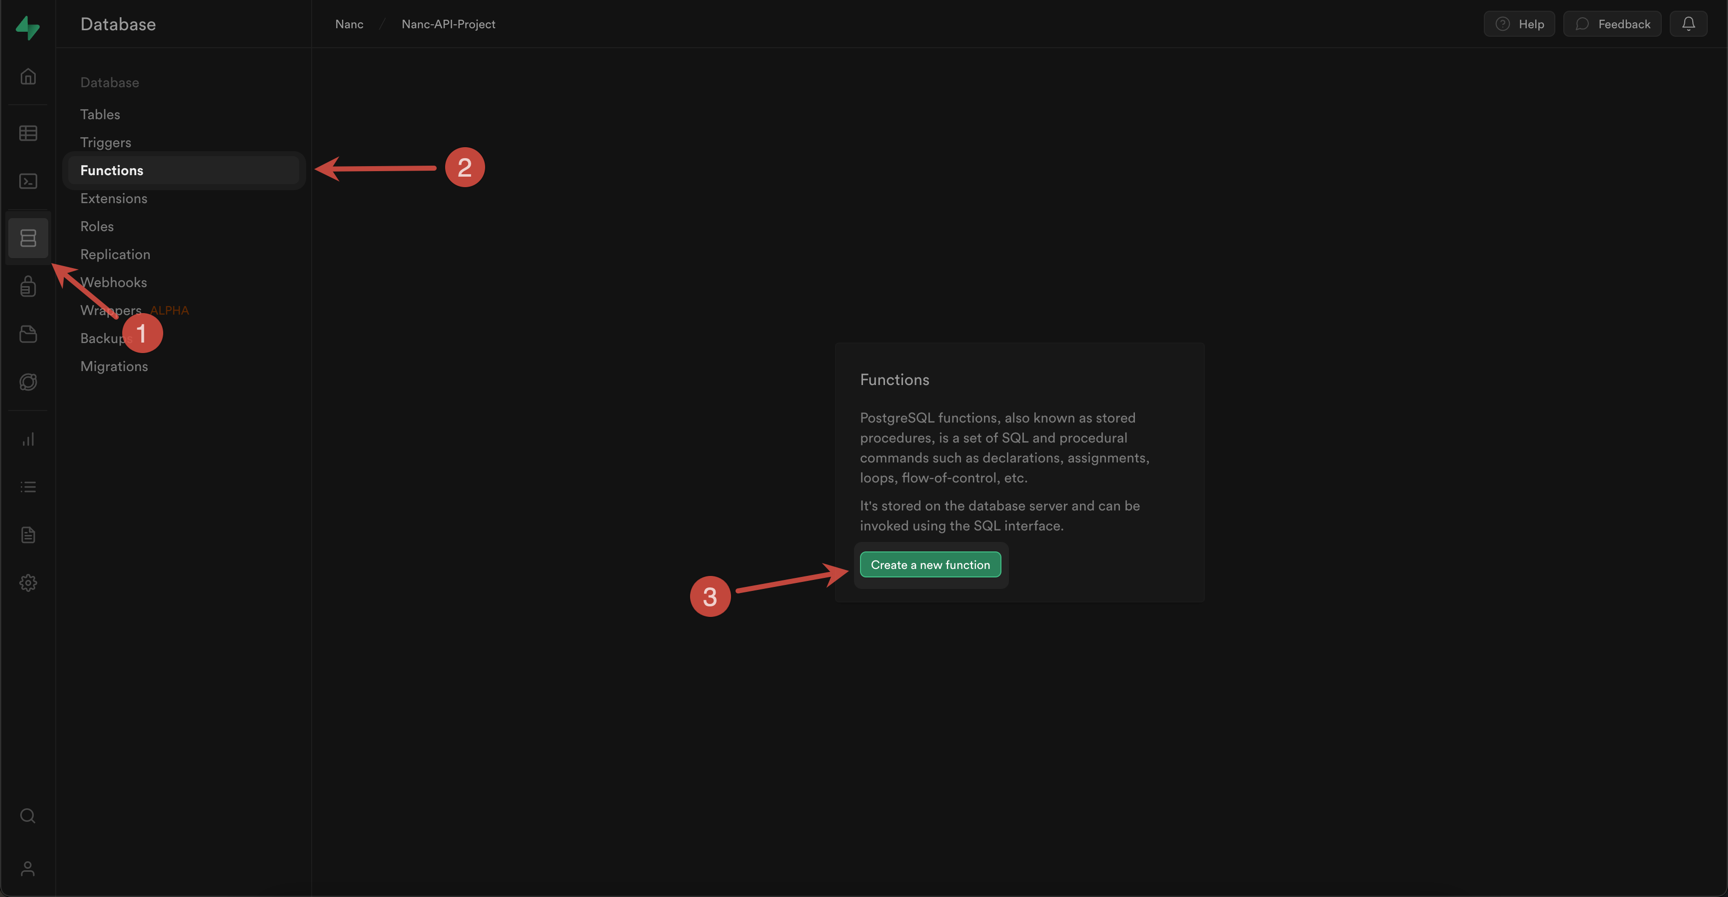 Database
Nanc / Nanc-API-Project
Help
Feedback
Database
Tables
Triggers
Functions
2
Extensions
Roles
Replication
Webhooks
Wrappers ALPHA
1
Backups
Migrations
Functions
PostgreSQL functions, also known as stored
procedures, is a set of SQL and procedural
commands such as declarations, assignments,
loops, flow-of-control, etc.
It's stored on the database server and can be
invoked using the SQL interface.
Create a new function
3